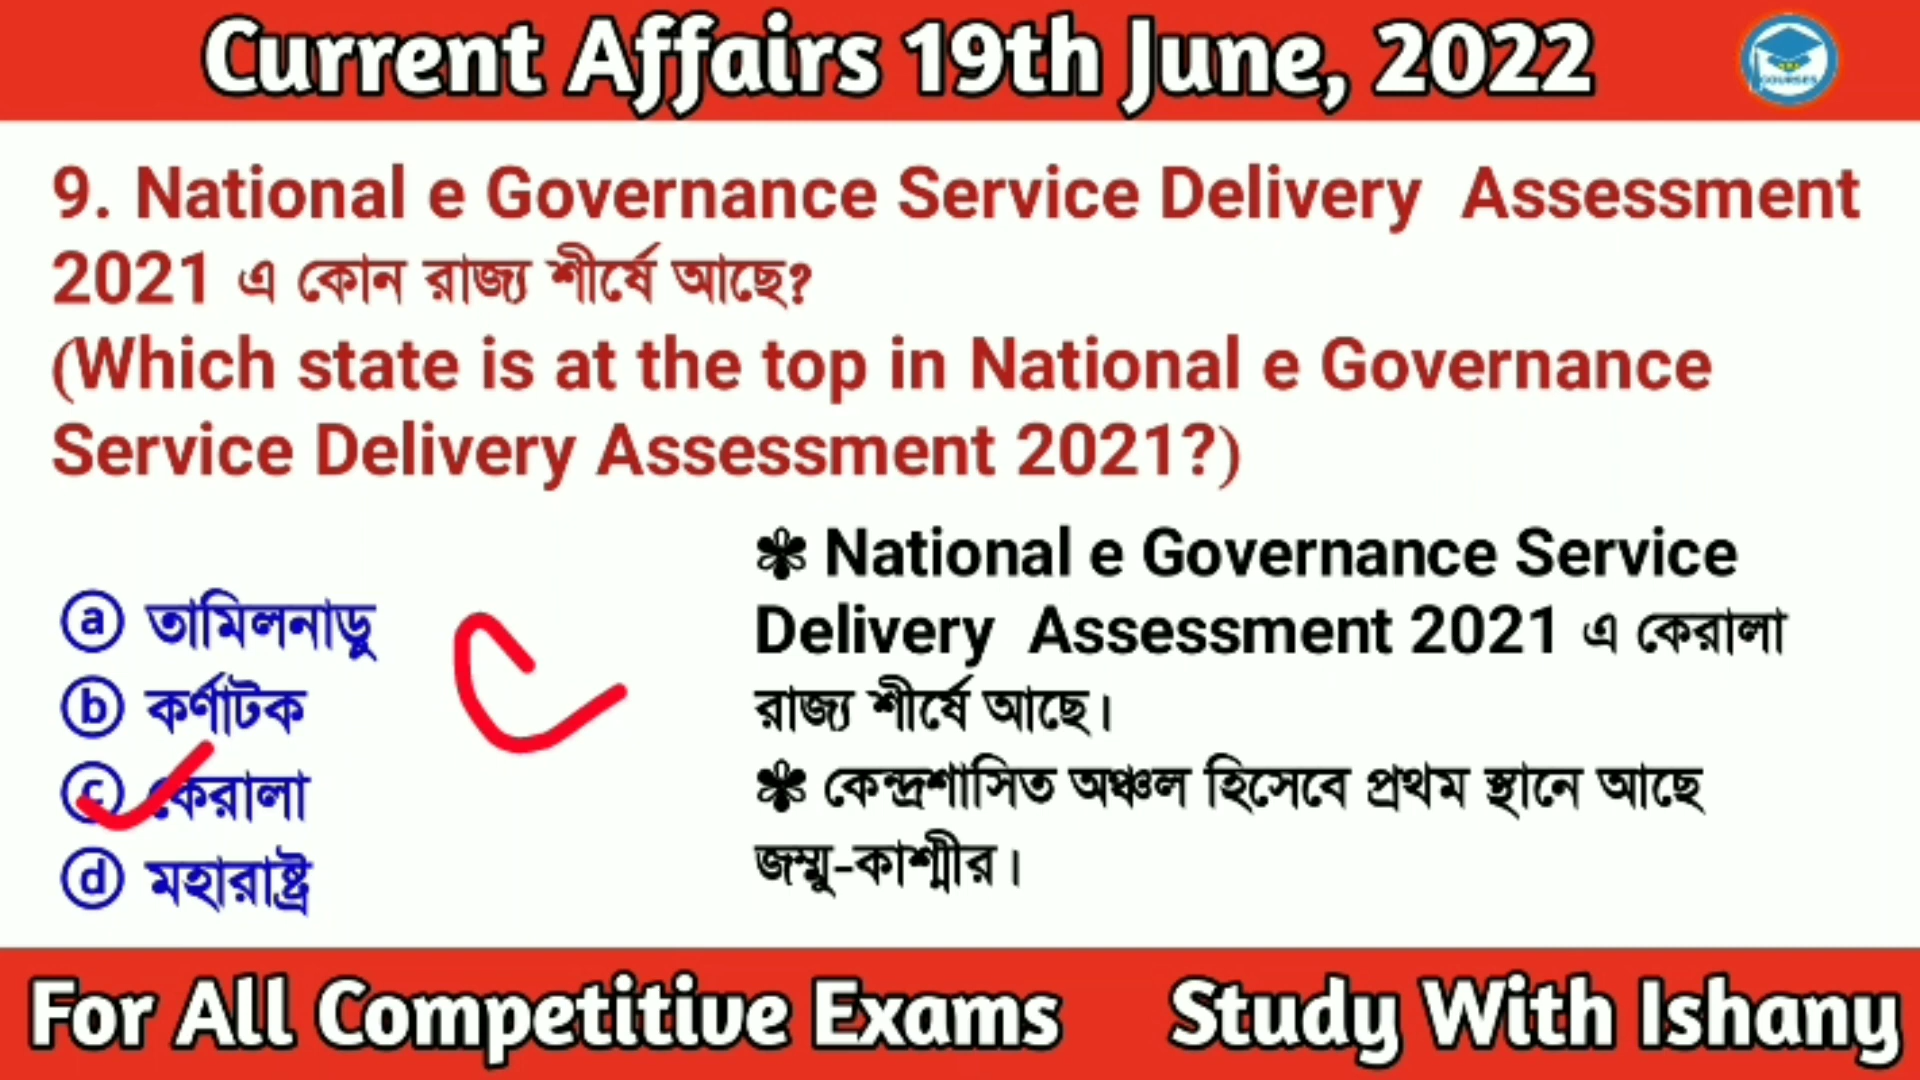 Current Affairs 19th June, 2022
COURSES
9. National e Governance Service Delivery Assessment
2021 এ কোন রাজ্য শীর্ষে আছে?
(Which state is at the top in National e Governance
Service Delivery Assessment 2021?)
ⓐ তামিলনাড়ু
ⓑ কর্ণাটক
ⓒ কেরালা
ⓓ মহারাষ্ট্র
✾ National e Governance Service
Delivery Assessment 2021 এ কেরালা
রাজ্য শীর্ষে আছে।
✾ কেন্দ্রশাসিত অঞ্চল হিসেবে প্রথম স্থানে আছে
জম্মু-কাশ্মীর।
For All Competitive Exams Study With Ishany